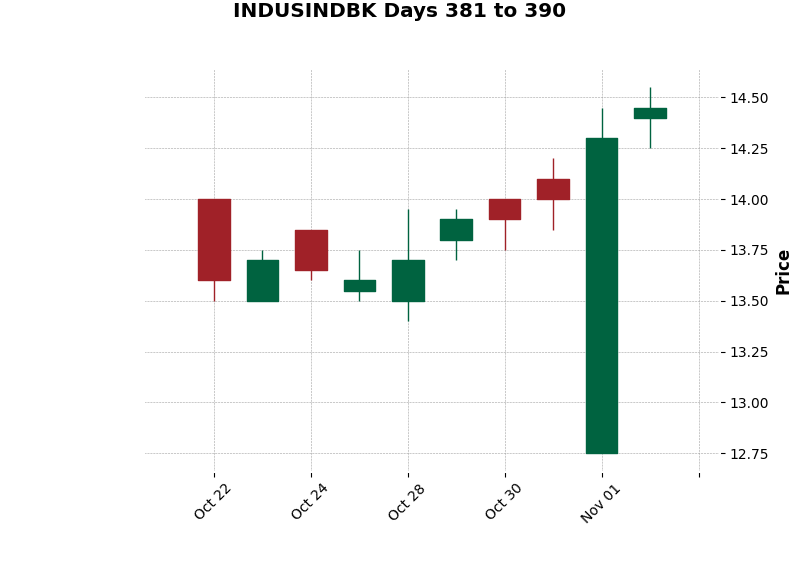 INDUSINDBK Days 381 to 390
14.50
14.25
14.00
13.75
13.50
13.25
13.00
12.75
Price
Oct 22
Oct 24
Oct 28
Oct 30
Nov 01